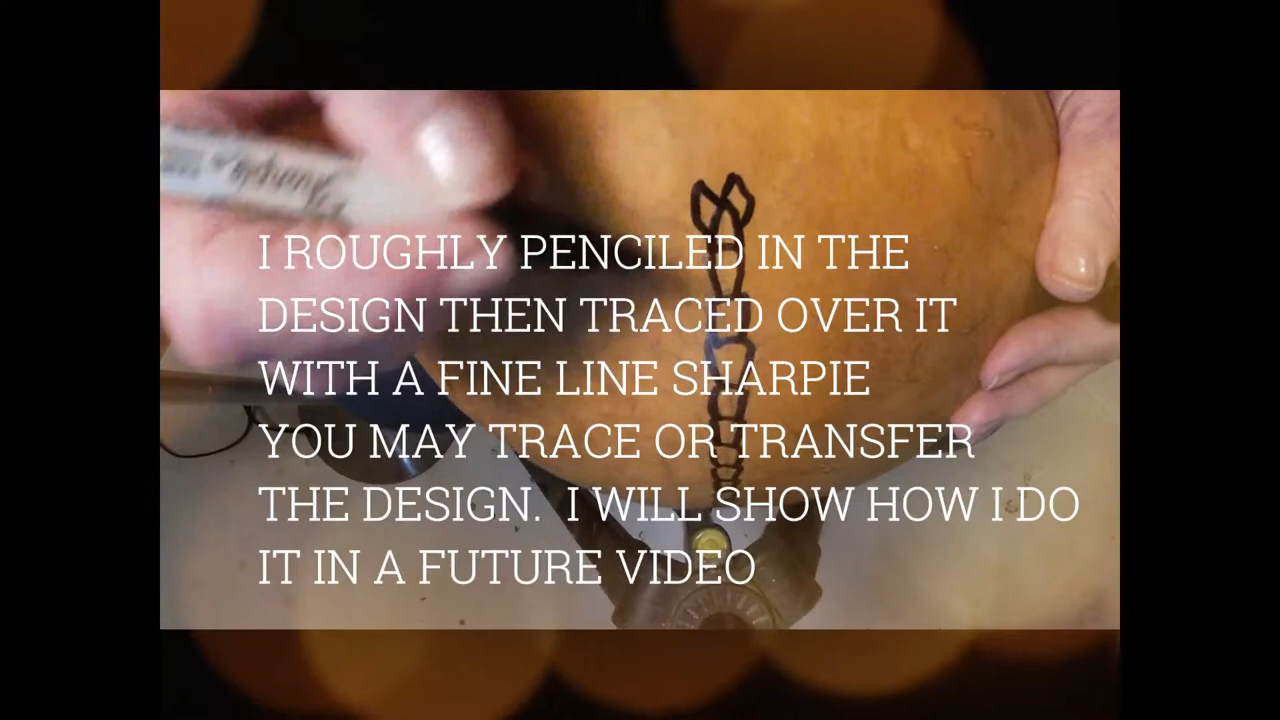 Sharpie
I ROUGHLY PENCILED IN THE
DESIGN THEN TRACED OVER IT
WITH A FINE LINE SHARPIE
YOU MAY TRACE OR TRANSFER
THE DESIGN.  I WILL SHOW HOW I DO
IT IN A FUTURE VIDEO